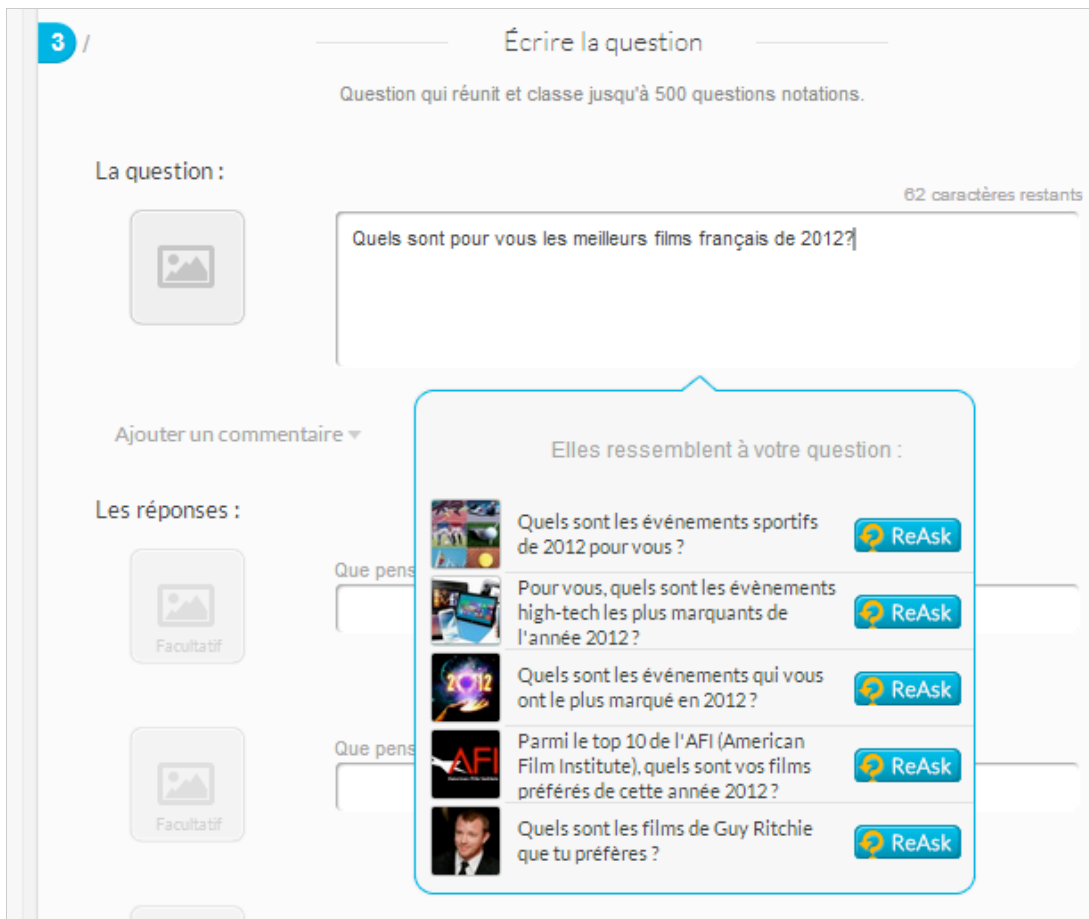 3 /
Écrire la question
Question qui réunit et classe jusqu'à 500 questions notations.
La question :
62 caractères restants
Quels sont pour vous les meilleurs films français de 2012?
Ajouter un commentaire
Elles ressemblent à votre question :
Les réponses :
Quels sont les événements sportifs
de 2012 pour vous ?
ReAsk
Que pens
Facultatif
Pour vous, quels sont les évènements
high-tech les plus marquants de
l'année 2012 ?
ReAsk
2012
Quels sont les événements qui vous
ont le plus marqué en 2012 ?
ReAsk
Que pens
Facultatif
AFI
Parmi le top 10 de l'AFI (American
Film Institute), quels sont vos films
préférés de cette année 2012 ?
ReAsk
Quels sont les films de Guy Ritchie
que tu préfères ?
ReAsk